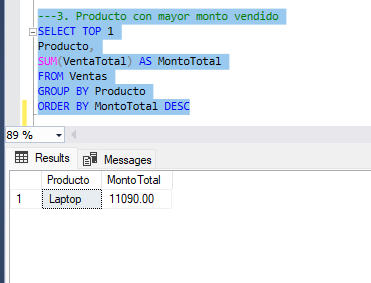 ---3. Producto con mayor monto vendido
SELECT TOP 1
Producto,
SUM(VentaTotal) AS MontoTotal
FROM Ventas
GROUP BY Producto
ORDER BY MontoTotal DESC
89 %
Results Messages
Producto MontoTotal
1 Laptop 11090.00